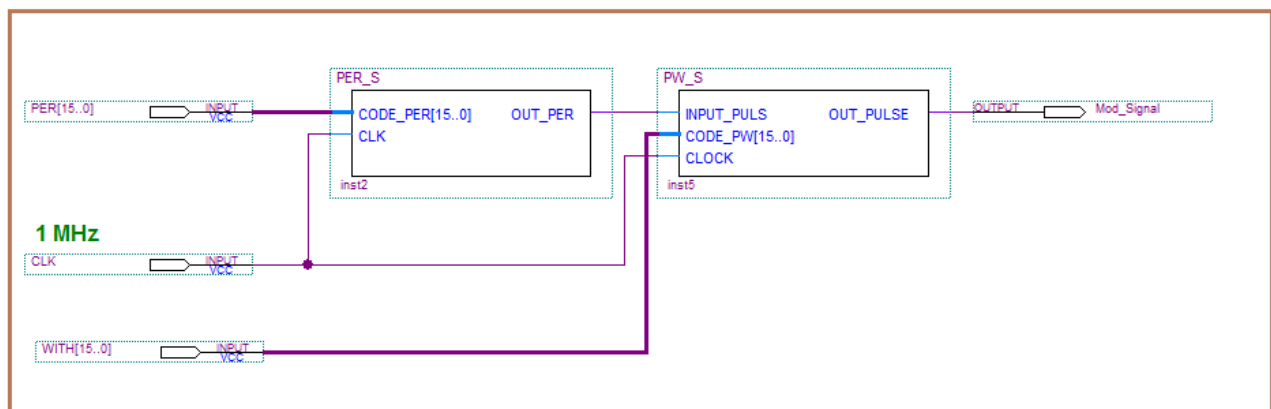 PER_S
PW_S
PER[15..0]
INPUT
VCC
CODE_PER[15..0]
OUT_PER
CLK
INPUT_PULS
OUT_PULSE
CODE_PW[15..0]
CLOCK
OUTPUT
Mod_Signal
inst2
inst5
1 MHz
CLK
INPUT
VCC
WITH[15..0]
INPUT
VCC